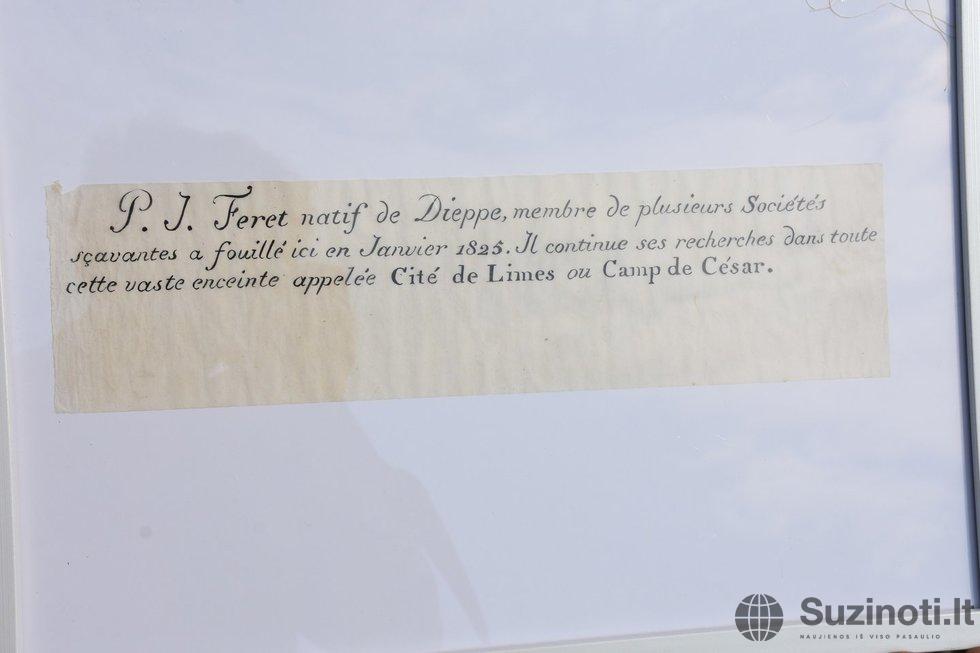 P. J. Feret natif de Dieppe, membre de plusieurs Sociétés
sçavantes a fouillé ici en Janvier 1825. Il continue ses recherches dans toute
cette vaste enceinte appelée Cité de Limes ou Camp de César.
Suzinoti.lt
NAUJIENOS IŠ VISO PASAULIO